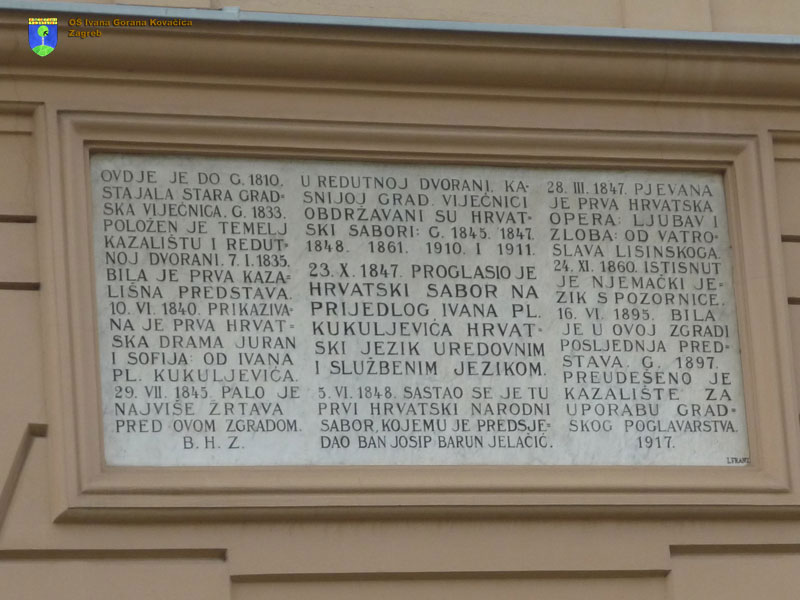 OŠ Ivana Gorana Kovačića
Zagreb
OVDJE JE DO G. 1810.
STAJALA STARA GRAD-
SKA VIJEĆNICA. G. 1833.
POLOŽEN JE TEMELJ
KAZALIŠTU I REDUT-
NOJ DVORANI. 7. I. 1835.
BILA JE PRVA KAZA-
LIŠNA PREDSTAVA.
10. VI. 1840. PRIKAZIVA-
NA JE PRVA HRVAT-
SKA DRAMA JURAN
I SOFIJA: OD IVANA
PL. KUKULJEVIĆA.
29. VII. 1845. PALO JE
NAJVIŠE ŽRTAVA
PRED OVOM ZGRADOM.
B. H. Z.
U REDUTNOJ DVORANI, KA-
SNIJOJ GRAD. VIJEĆNICI
OBDRŽAVANI SU HRVAT-
SKI SABORI: G. 1845. 1847.
1848. 1861. 1910. I 1911.
23. X. 1847. PROGLASIO JE
HRVATSKI SABOR NA
PRIJEDLOG IVANA PL.
KUKULJEVIĆA HRVAT-
SKI JEZIK UREDOVNIM
I SLUŽBENIM JEZIKOM.
5. VI. 1848. SASTAO SE JE TU
PRVI HRVATSKI NARODNI
SABOR, KOJEMU JE PREDSJE-
DAO BAN JOSIP BARUN JELAČIĆ.
28. III. 1847. PJEVANA
JE PRVA HRVATSKA
OPERA: LJUBAV I
ZLOBA: OD VATRO-
SLAVA LISINSKOGA.
24. XI. 1860. ISTISNUT
JE NJEMAČKI JE-
ZIK S POZORNICE.
16. VI. 1895. BILA
JE U OVOJ ZGRADI
POSLJEDNJA PRED-
STAVA. G. 1897.
PREUDEŠENO JE
KAZALIŠTE ZA
UPORABU GRAD-
SKOG POGLAVARSTVA.
1917.